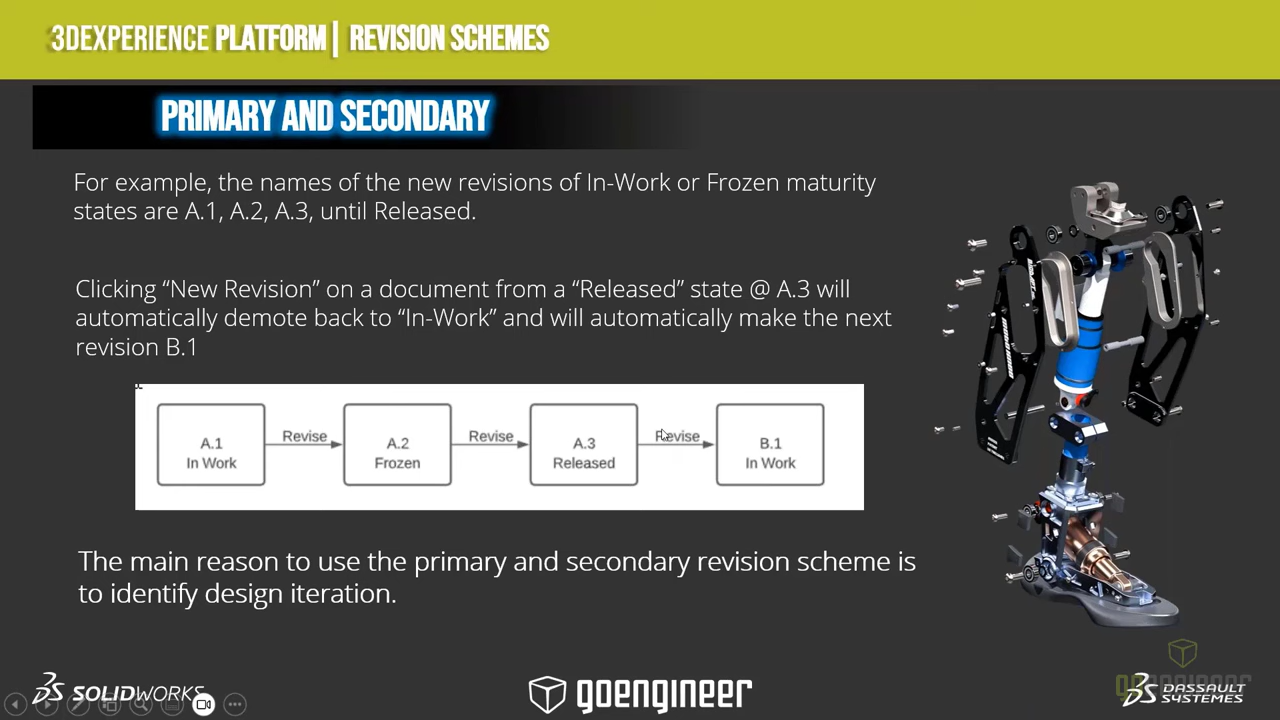 3DEXPERIENCE PLATFORM | REVISION SCHEMES
PRIMARY AND SECONDARY
For example, the names of the new revisions of In-Work or Frozen maturity
states are A.1, A.2, A.3, until Released.
Clicking “New Revision” on a document from a “Released” state @ A.3 will
automatically demote back to “In-Work” and will automatically make the next
revision B.1
A.1
In Work
Revise
A.2
Frozen
Revise
A.3
Released
Revise
B.1
In Work
The main reason to use the primary and secondary revision scheme is
to identify design iteration.
SOLIDWORKS
goengineer
goengineer
DASSAULT
SYSTEMES